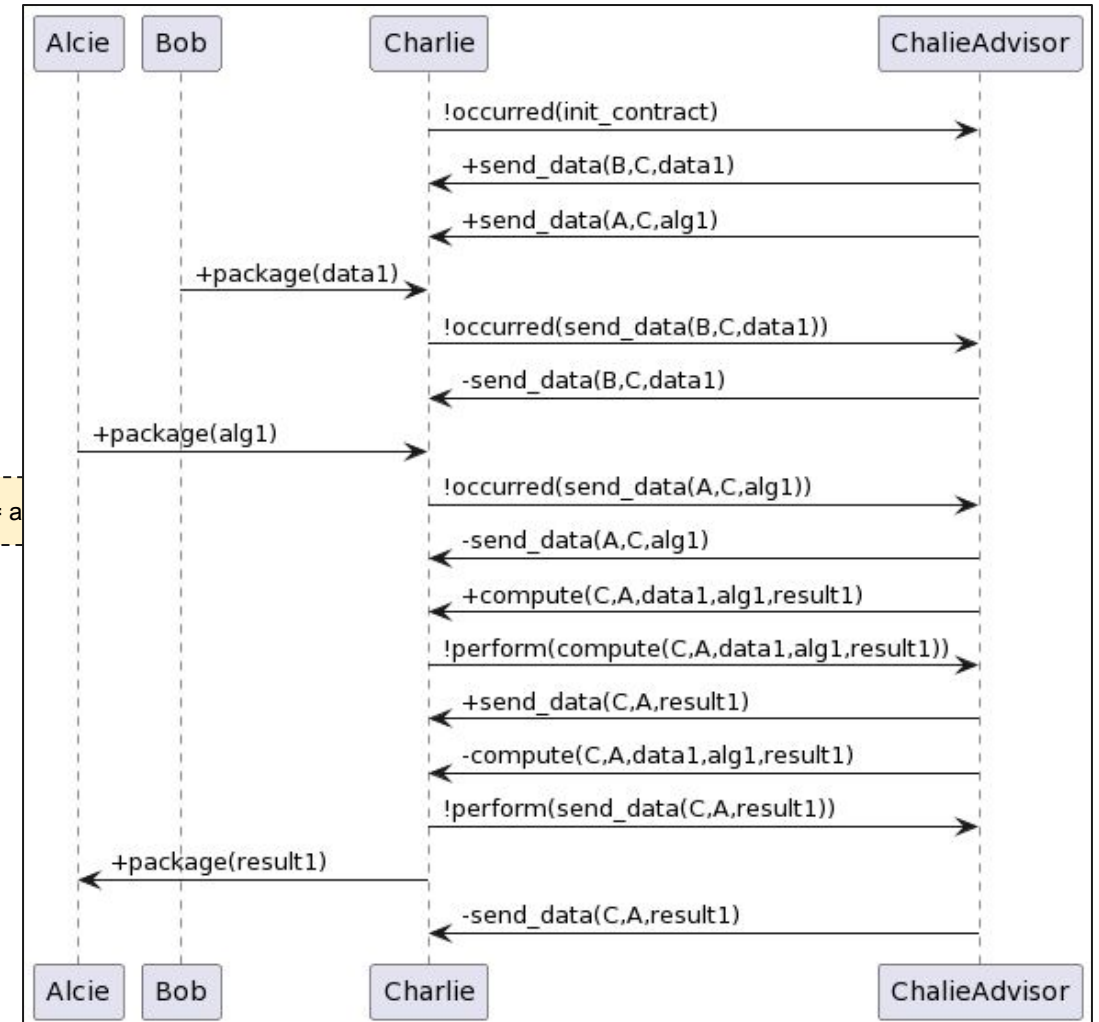 Alcie Bob Charlie ChalieAdvisor
!occurred(init_contract)
+send_data(B,C,data1)
+send_data(A,C,alg1)
+package(data1)
!occurred(send_data(B,C,data1))
-send_data(B,C,data1)
+package(alg1)
!occurred(send_data(A,C,alg1))
a
-send_data(A,C,alg1)
+compute(C,A,data1,alg1,result1)
!perform(compute(C,A,data1,alg1,result1))
+send_data(C,A,result1)
-compute(C,A,data1,alg1,result1)
!perform(send_data(C,A,result1))
+package(result1)
-send_data(C,A,result1)
Alcie Bob Charlie ChalieAdvisor